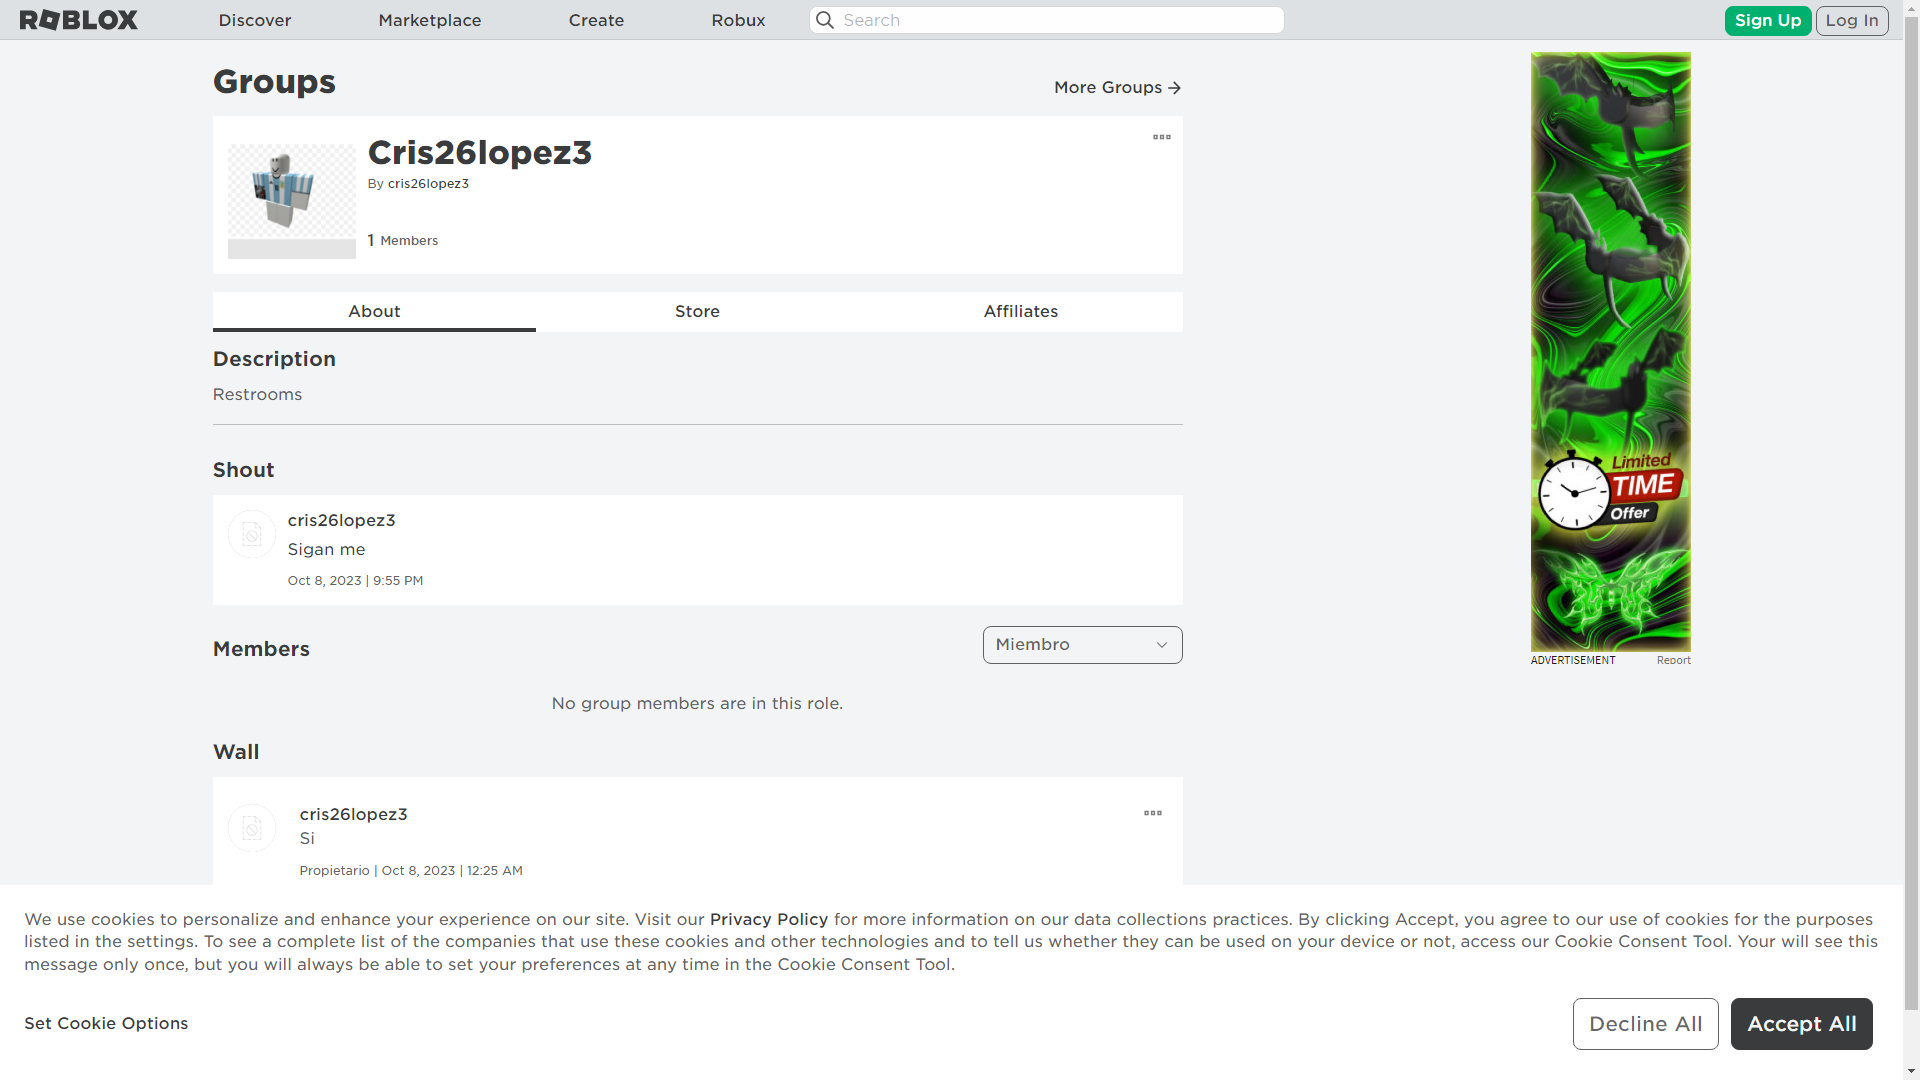 ROBLOX
Discover
Marketplace
Create
Robux
Search
Sign Up
Log In
Groups
More Groups
Cris26lopez3
By cris26lopez3
1 Members
About
Store
Affiliates
Description
Restrooms
Shout
cris26lopez3
Sigan me
Oct 8, 2023 | 9:55 PM
Members
Miembro
No group members are in this role.
Wall
cris26lopez3
Si
Propietario | Oct 8, 2023 | 12:25 AM
Limited
TIME
Offer
ADVERTISEMENT
Report
We use cookies to personalize and enhance your experience on our site. Visit our Privacy Policy for more information on our data collections practices. By clicking Accept, you agree to our use of cookies for the purposes
listed in the settings. To see a complete list of the companies that use these cookies and other technologies and to tell us whether they can be used on your device or not, access our Cookie Consent Tool. Your will see this
message only once, but you will always be able to set your preferences at any time in the Cookie Consent Tool.
Set Cookie Options
Decline All
Accept All